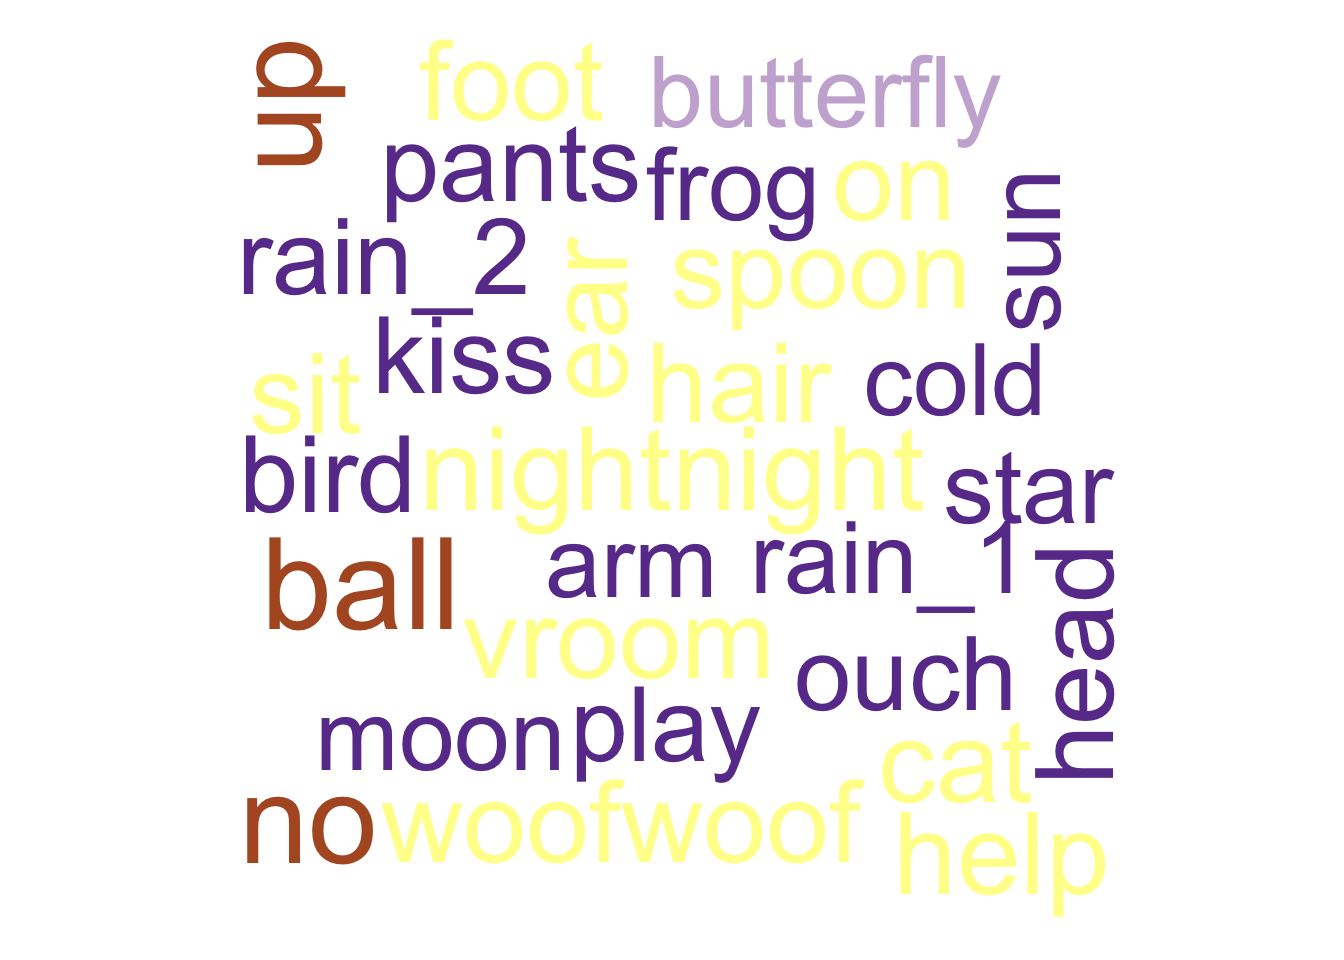 up
foot
butterfly
pants
frog
on
sun
rain_2
ear
spoon
kiss
sit
hair
cold
bird
nightnight
star
ball
arm
rain_1
head
vroom
ouch
moon
play
cat
no
woofwoof
help